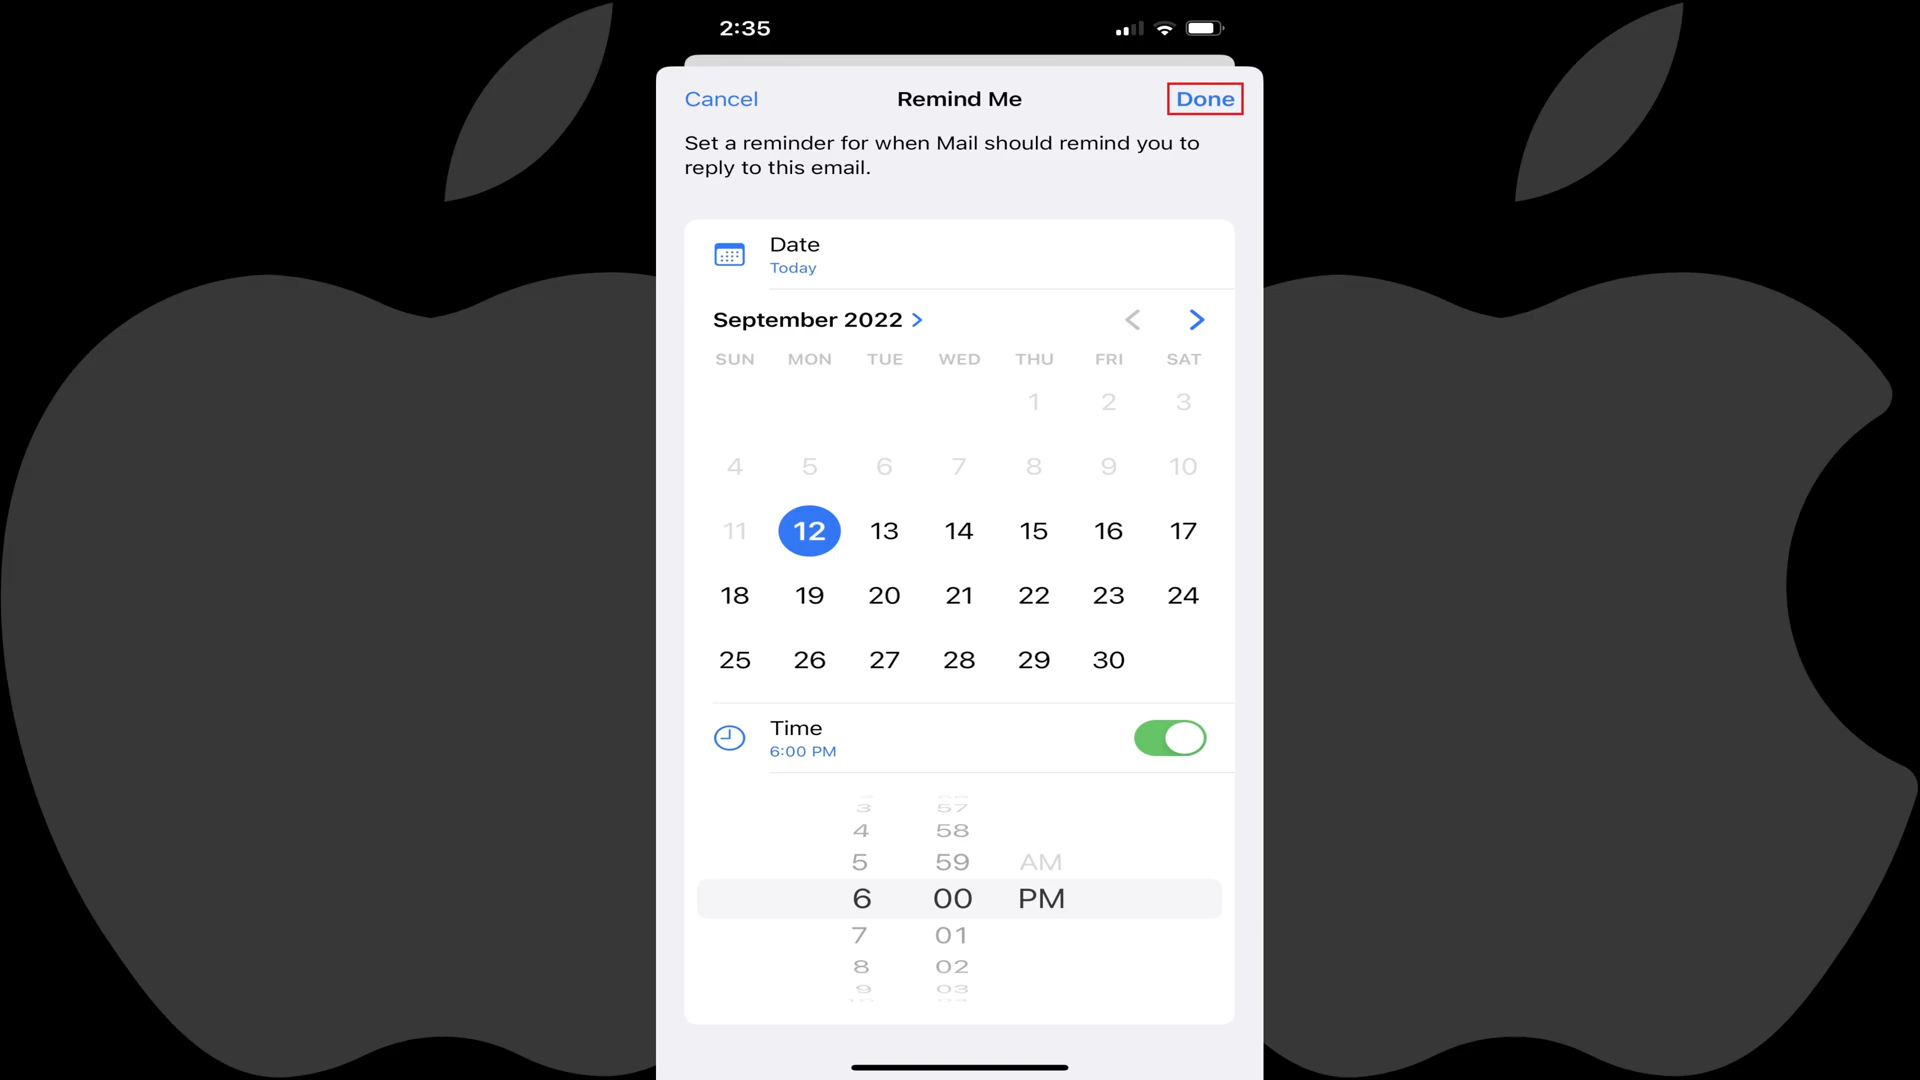 2:35
Cancel Remind Me Done
Set a reminder for when Mail should remind you to
reply to this email.
Date
Today
September 2022
SUN MON TUE WED THU FRI SAT
1 2 3
4 5 6 7 8 9 10
11 12 13 14 15 16 17
18 19 20 21 22 23 24
25 26 27 28 29 30
Time
6:00 PM
3 57
4 58
5 59 AM
6 00 PM
7 01
8 02
9 03